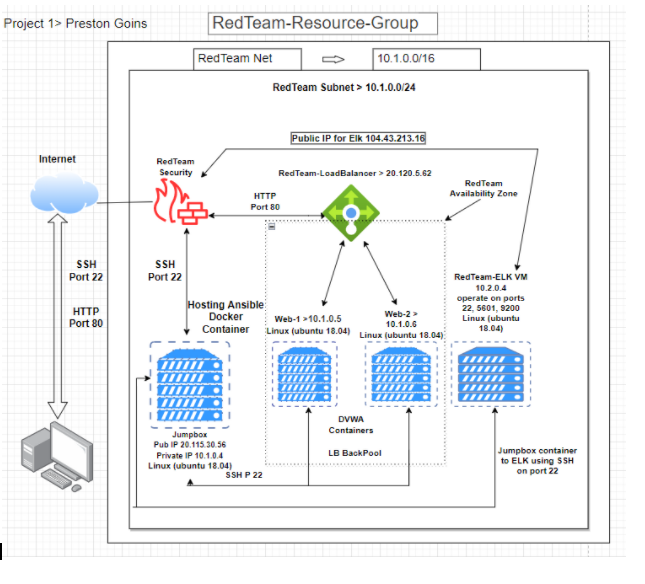 Project 1> Preston Goins
RedTeam-Resource-Group
RedTeam Net
10.1.0.0/16
RedTeam Subnet > 10.1.0.0/24
Public IP for Elk 104.43.213.16
Internet
RedTeam
Security
RedTeam-LoadBalancer > 20.120.5.62
RedTeam
Availability Zone
HTTP
Port 80
SSH
Port 22
HTTP
Port 80
SSH
Port 22
Hosting Ansible
Docker
Container
Web-1 >10.1.0.5
Linux (ubuntu 18.04)
Web-2 >
10.1.0.6
Linux (ubuntu 18.04)
RedTeam-ELK VM
10.2.0.4
operate on ports
22, 5601, 9200
Linux (ubuntu
18.04)
Jumpbox
Pub IP 20.115.30.56
Private IP 10.1.0.4
Linux (ubuntu 18.04)
DVWA
Containers
LB BackPool
SSH P 22
Jumpbox container
to ELK using SSH
on port 22